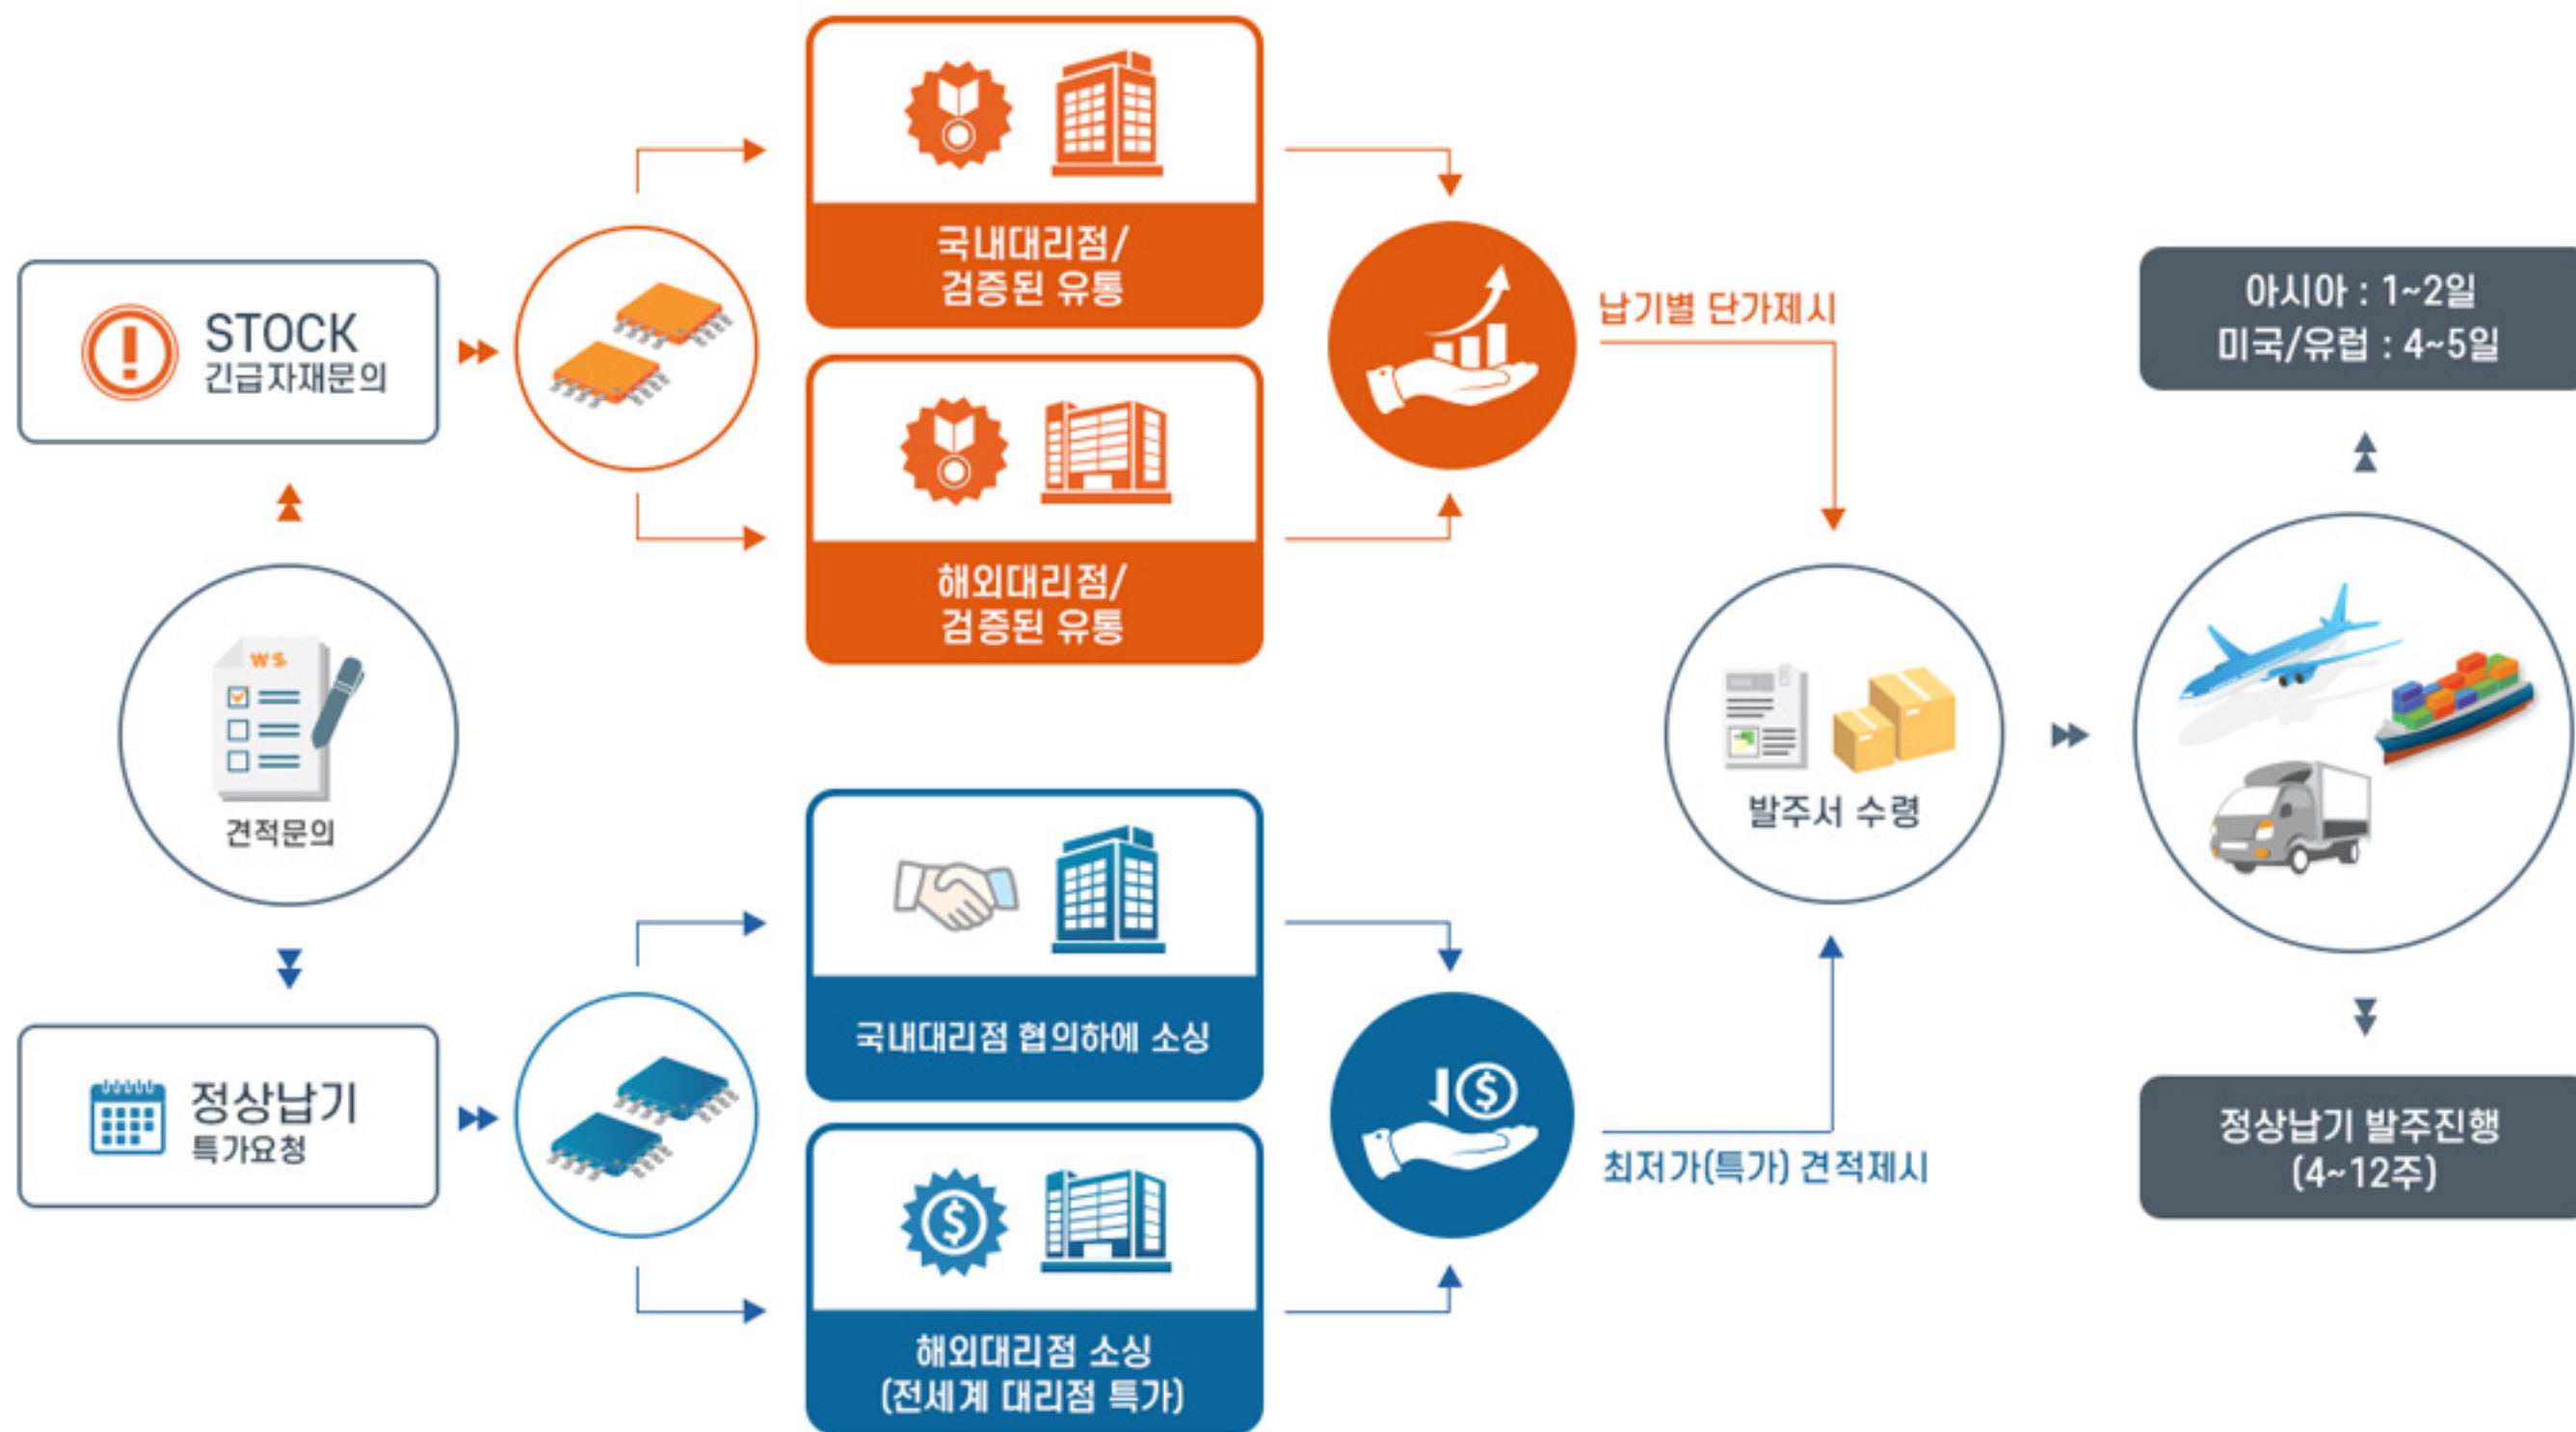 STOCK
긴급자재문의
WS
견적문의
정상납기
특가요청
국내대리점/
검증된 유통
해외대리점/
검증된 유통
국내대리점 협의하에 소싱
해외대리점 소싱
(전세계 대리점 특가)
납기별 단가제시
최저가(특가) 견적제시
발주서 수령
아시아 : 1~2일
미국/유럽 : 4~5일
정상납기 발주진행
(4~12주)